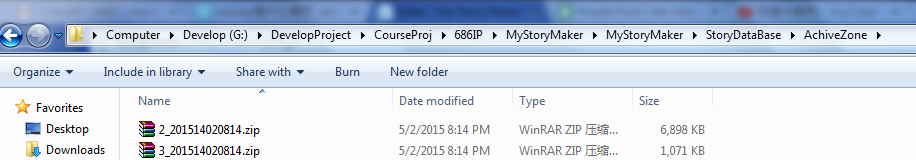 Computer Develop (G:) DevelopProject CourseProj 686IP MyStoryMaker MyStoryMaker StoryDataBase AchiveZone
Organize Include in library Share with Burn New folder
Favorites Name Date modified Type Size
Desktop 2_201514020814.zip 5/2/2015 8:14 PM WinRAR ZIP 压缩... 6,898 KB
Downloads 3_201514020814.zip 5/2/2015 8:14 PM WinRAR ZIP 压缩... 1,071 KB